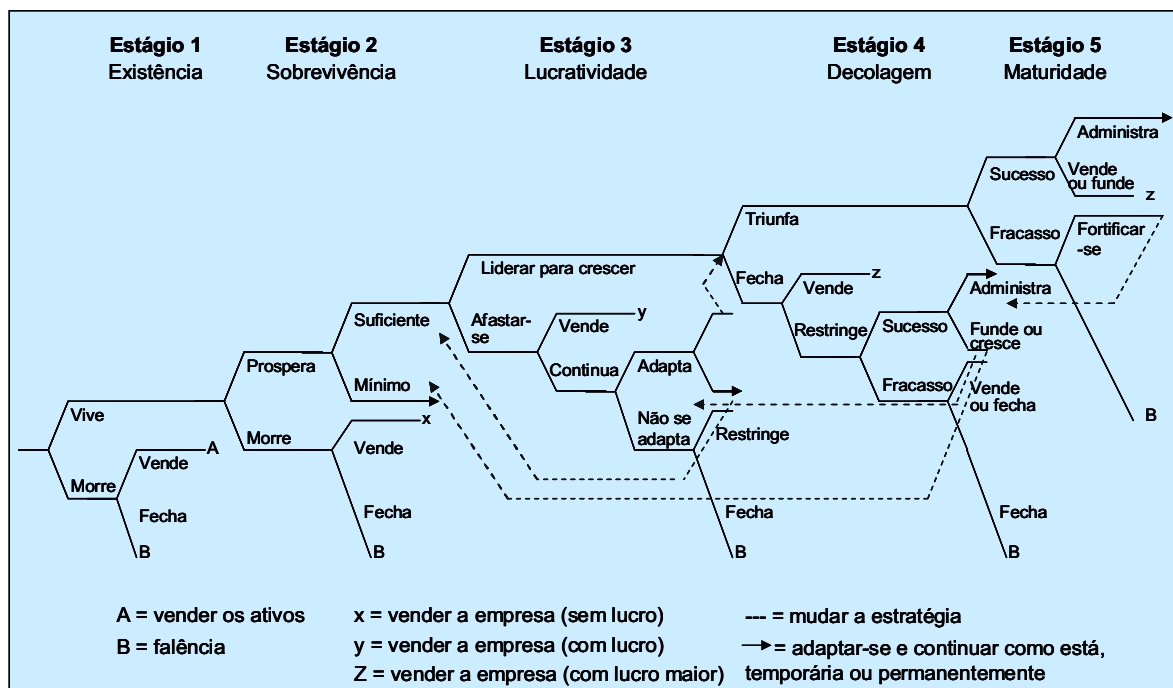 Estágio 1
Existência
Estágio 2
Sobrevivência
Estágio 3
Lucratividade
Estágio 4
Decolagem
Estágio 5
Maturidade
Administra
Sucesso
Vende
ou funde
z
Triunfa
Fracasso
Fortificar
-se
Liderar para crescer
Fecha
Vende
z
Administra
Suficiente
Afastar-
se
Vende
y
Restringe
Sucesso
Funde ou
cresce
Prospera
Mínimo
Continua
Adapta
Fracasso
Vende
ou fecha
Vive
x
Não se
adapta
Restringe
B
Morre
Vende
Vende
A
Morre
Fecha
Fecha
Fecha
Fecha
B
B
B
B
A = vender os ativos
B = falência
x = vender a empresa (sem lucro)
y = vender a empresa (com lucro)
Z = vender a empresa (com lucro maior)
--- = mudar a estratégia
= adaptar-se e continuar como está,
temporária ou permanentemente